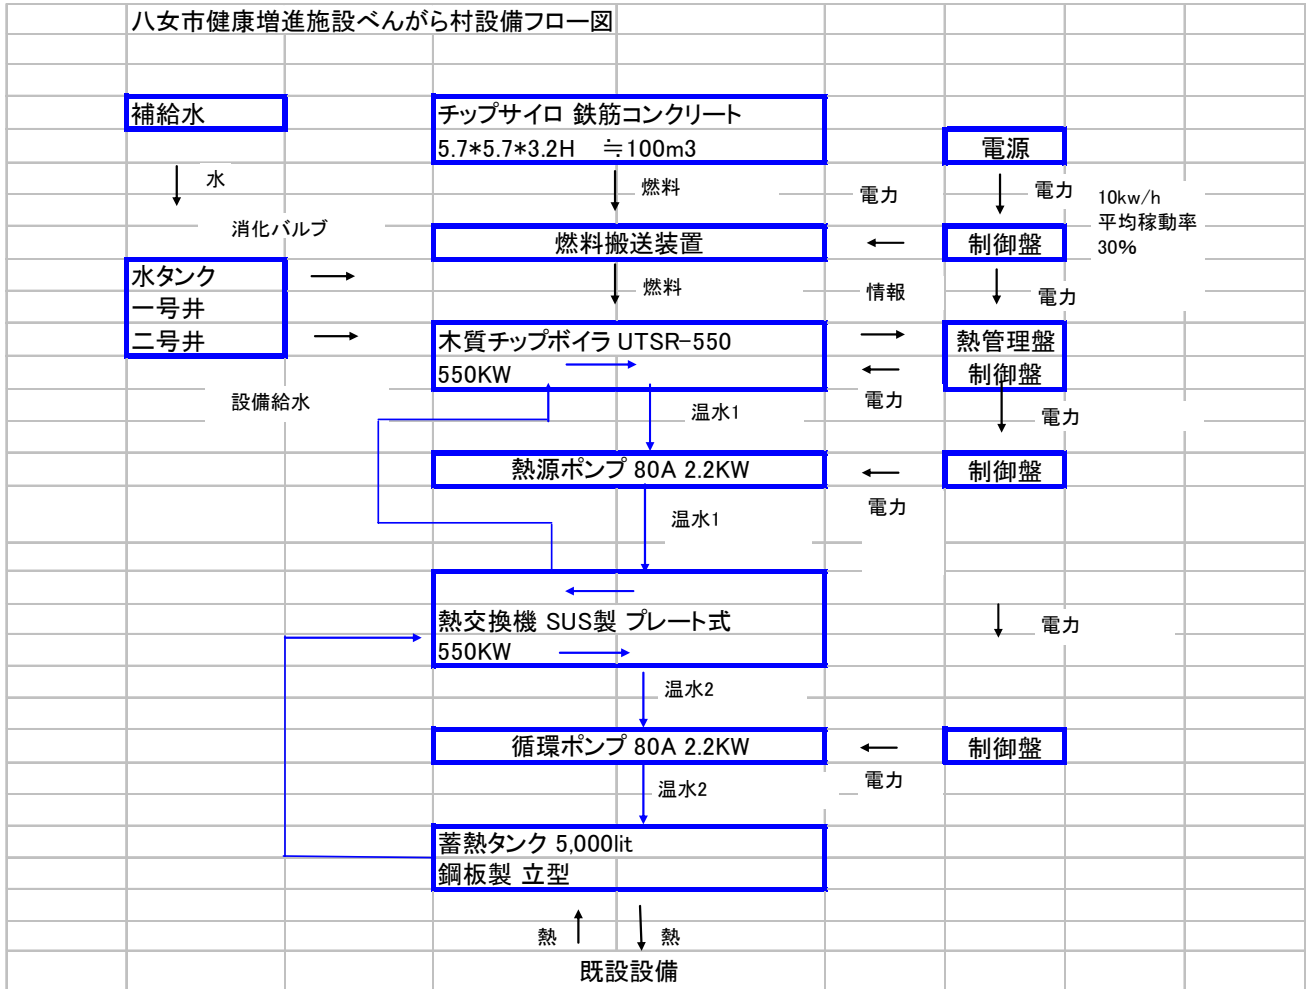 八女市健康増進施設べんがら村設備フロー図
補給水
チップサイロ 鉄筋コンクリート
5.7*5.7*3.2H ≒100m3
電源
水
燃料
電力
電力
10kw/h
平均稼動率
30%
消化バルブ
燃料搬送装置
制御盤
水タンク
一号井
二号井
燃料
情報
電力
木質チップボイラ UTSR-550
550KW
熱管理盤
制御盤
設備給水
温水1
電力
電力
熱源ポンプ 80A 2.2KW
制御盤
温水1
電力
熱交換機 SUS製 プレート式
550KW
電力
温水2
循環ポンプ 80A 2.2KW
制御盤
温水2
電力
蓄熱タンク 5,000lit
鋼板製 立型
熱
熱
既設設備